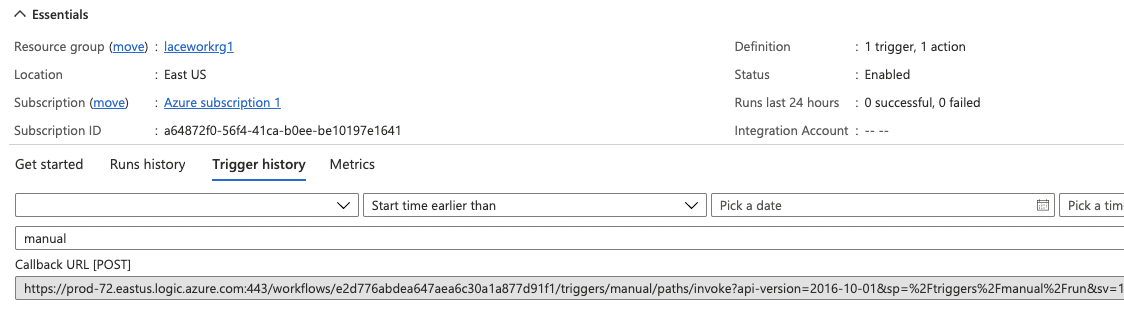 Essentials
Resource group (move) : laceworkrg1
Definition : 1 trigger, 1 action
Location : East US
Status : Enabled
Subscription (move) : Azure subscription 1
Runs last 24 hours : 0 successful, 0 failed
Subscription ID : a64872f0-56f4-41ca-b0ee-be10197e1641
Integration Account : -- --
Get started Runs history Trigger history Metrics
Start time earlier than Pick a date Pick a tim
manual
Callback URL [POST]
https://prod-72.eastus.logic.azure.com:443/workflows/e2d776abdea647aea6c30a1a877d91f1/triggers/manual/paths/invoke?api-version=2016-10-01&sp=%2Ftriggers%2Fmanual%2Frun&sv=1